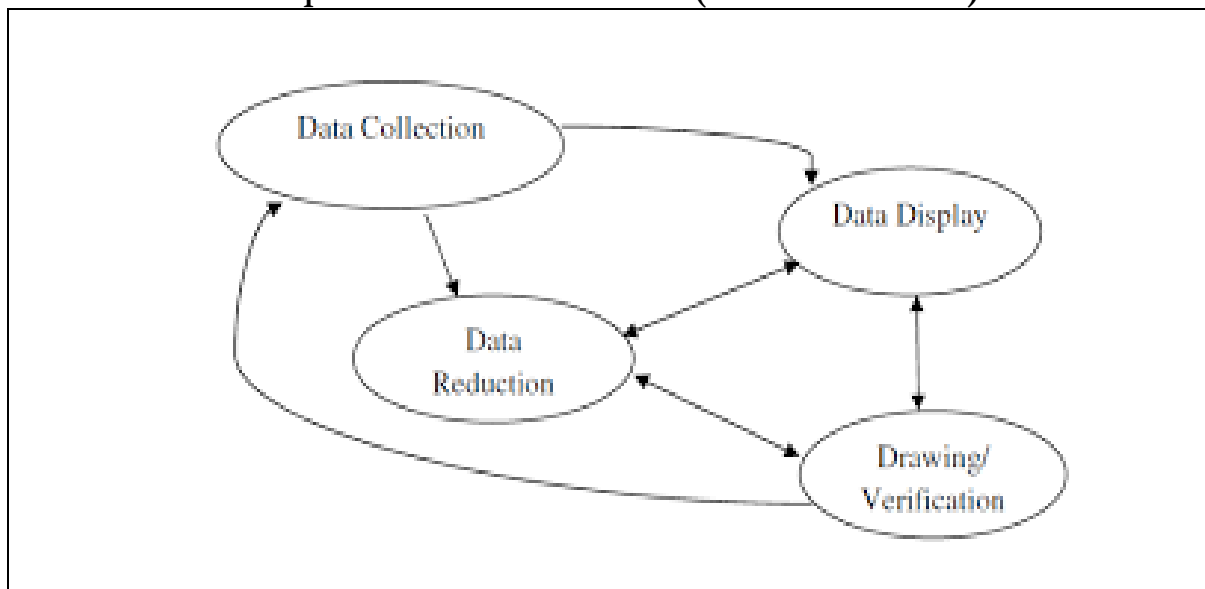 Data Collection
Data Display
Data
Reduction
Drawing/
Verification